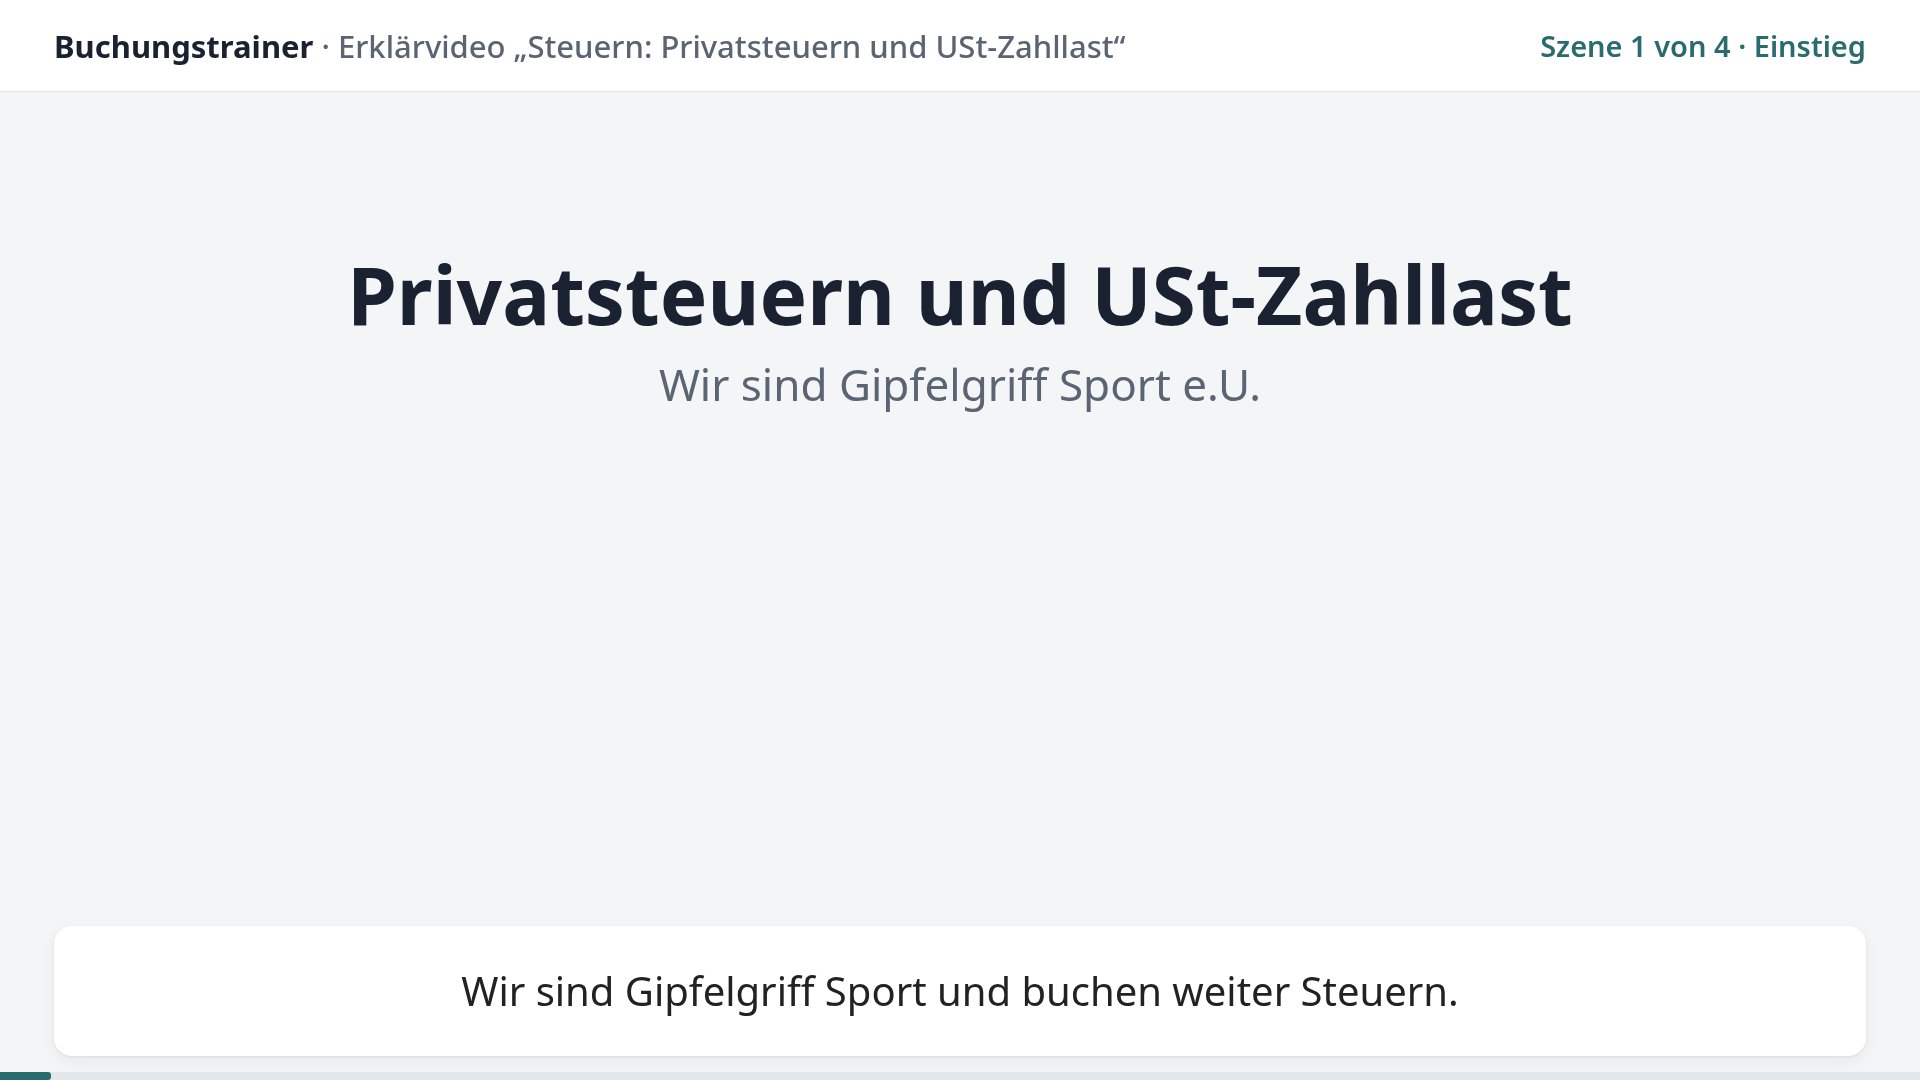 Buchungstrainer · Erklärvideo „Steuern: Privatsteuern und USt-Zahllast“
Szene 1 von 4 · Einstieg
Privatsteuern und USt-Zahllast
Wir sind Gipfelgriff Sport e.U.
Wir sind Gipfelgriff Sport und buchen weiter Steuern.